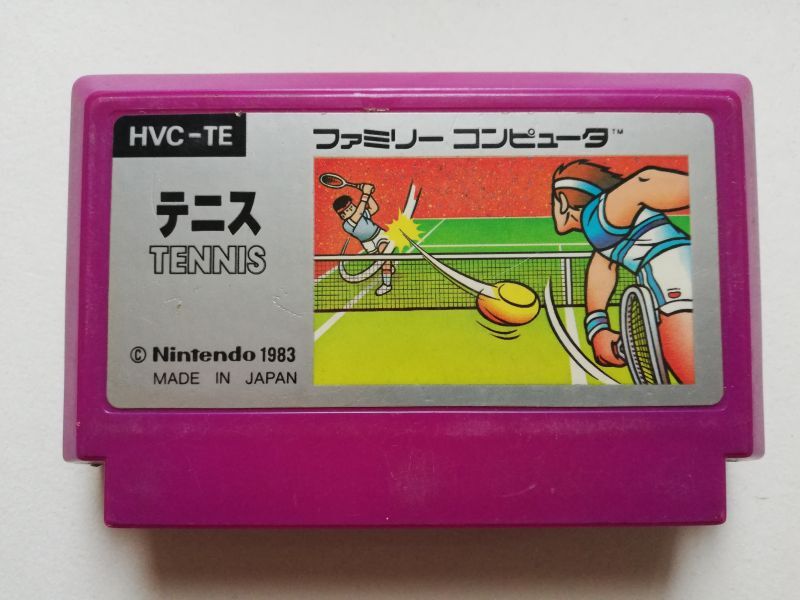 HVC-TE
ファミリー コンピュータ™
テニス
TENNIS
© Nintendo 1983
MADE IN JAPAN